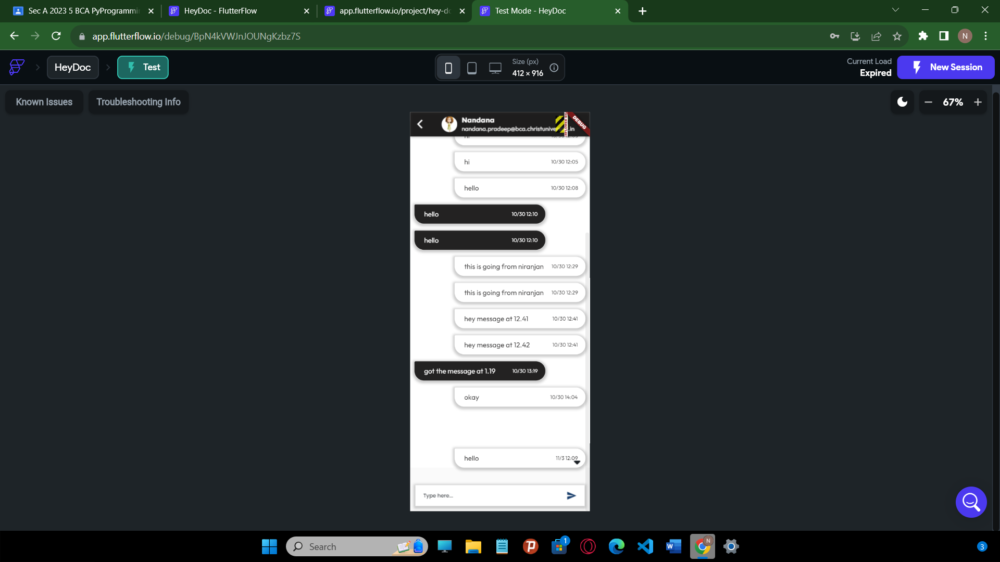 Sec A 2023 5 BCA PyProgrammin
HeyDoc - FlutterFlow
app.flutterflow.io/project/hey-do
Test Mode - HeyDoc
app.flutterflow.io/debug/BpN4kVWJnJOUNgKzbz7S
N
HeyDoc
Test
Size (px)
412 × 916
Current Load
Expired
New Session
Known Issues
Troubleshooting Info
67%
Nandana
nandana.pradeep@bca.christunive
.in
DEBUG
hi
10/30 12:05
hello
10/30 12:08
hello
10/30 12:10
hello
10/30 12:10
this is going from niranjan
10/30 12:29
this is going from niranjan
10/30 12:29
hey message at 12.41
10/30 12:41
hey message at 12.42
10/30 12:41
got the message at 1.19
10/30 13:19
okay
10/30 14:04
hello
11/3 12:09
Type here...
Search
1
N
3